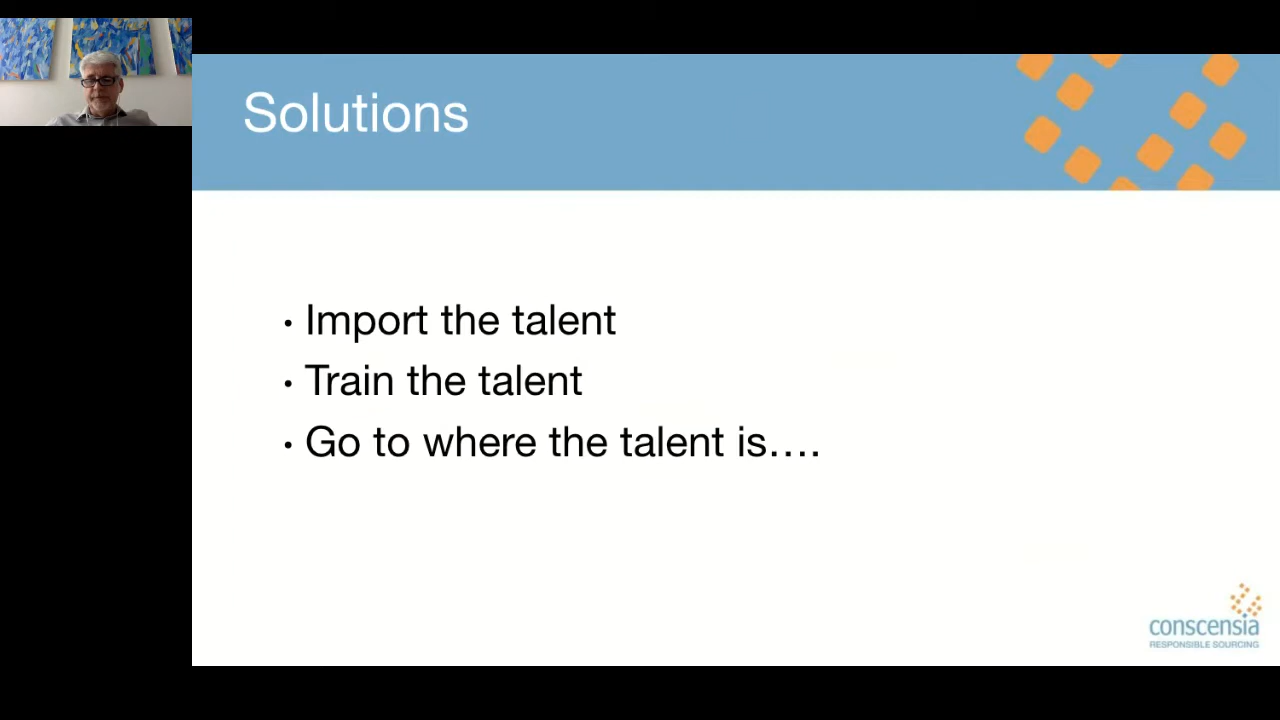 Solutions
• Import the talent
• Train the talent
• Go to where the talent is....
conscensia
RESPONSIBLE SOURCING